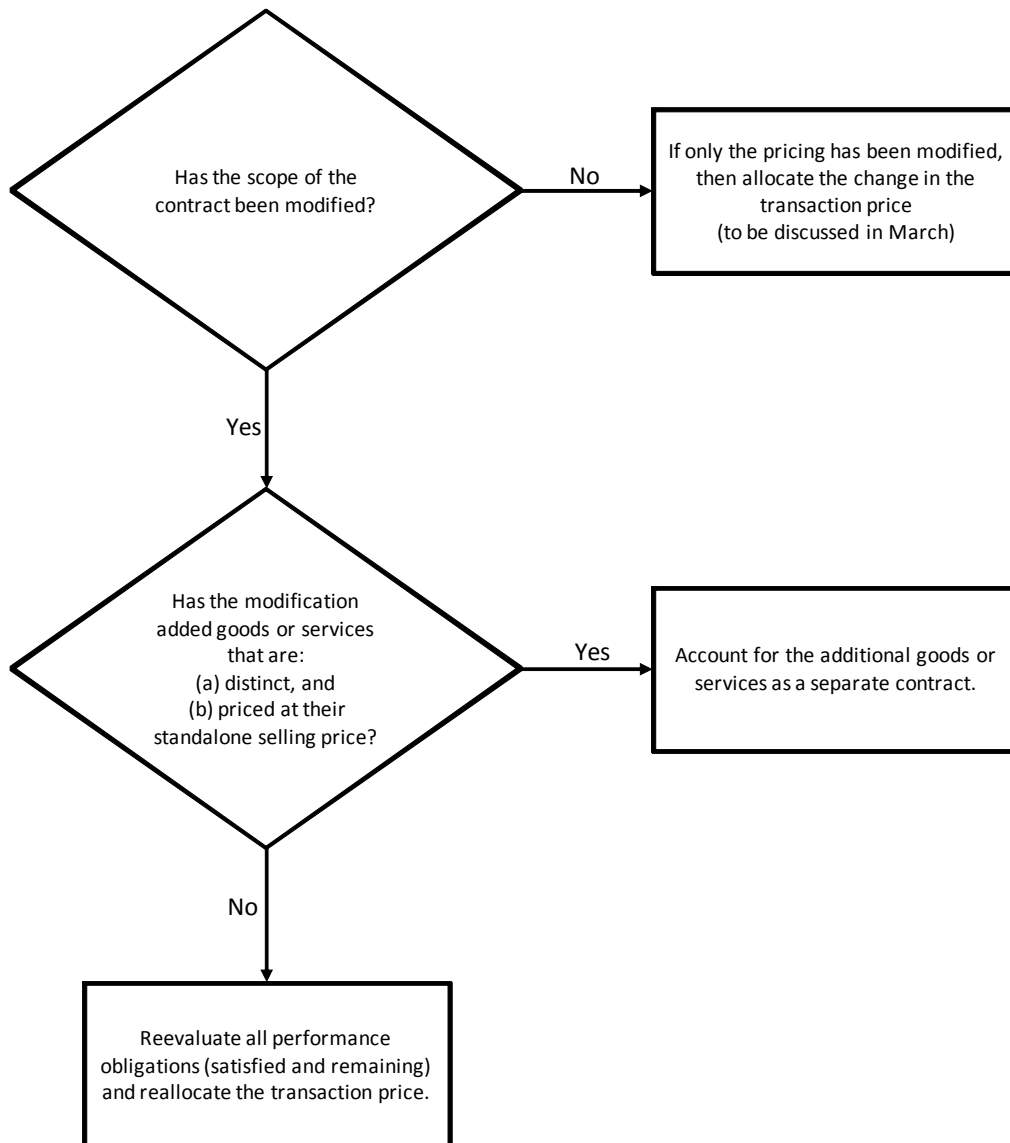 Has the scope of the
contract been modified?
No
If only the pricing has been modified,
then allocate the change in the
transaction price
(to be discussed in March)
Yes
Has the modification
added goods or services
that are:
(a) distinct, and
(b) priced at their
standalone selling price?
Yes
Account for the additional goods or
services as a separate contract.
No
Reevaluate all performance
obligations (satisfied and remaining)
and reallocate the transaction price.